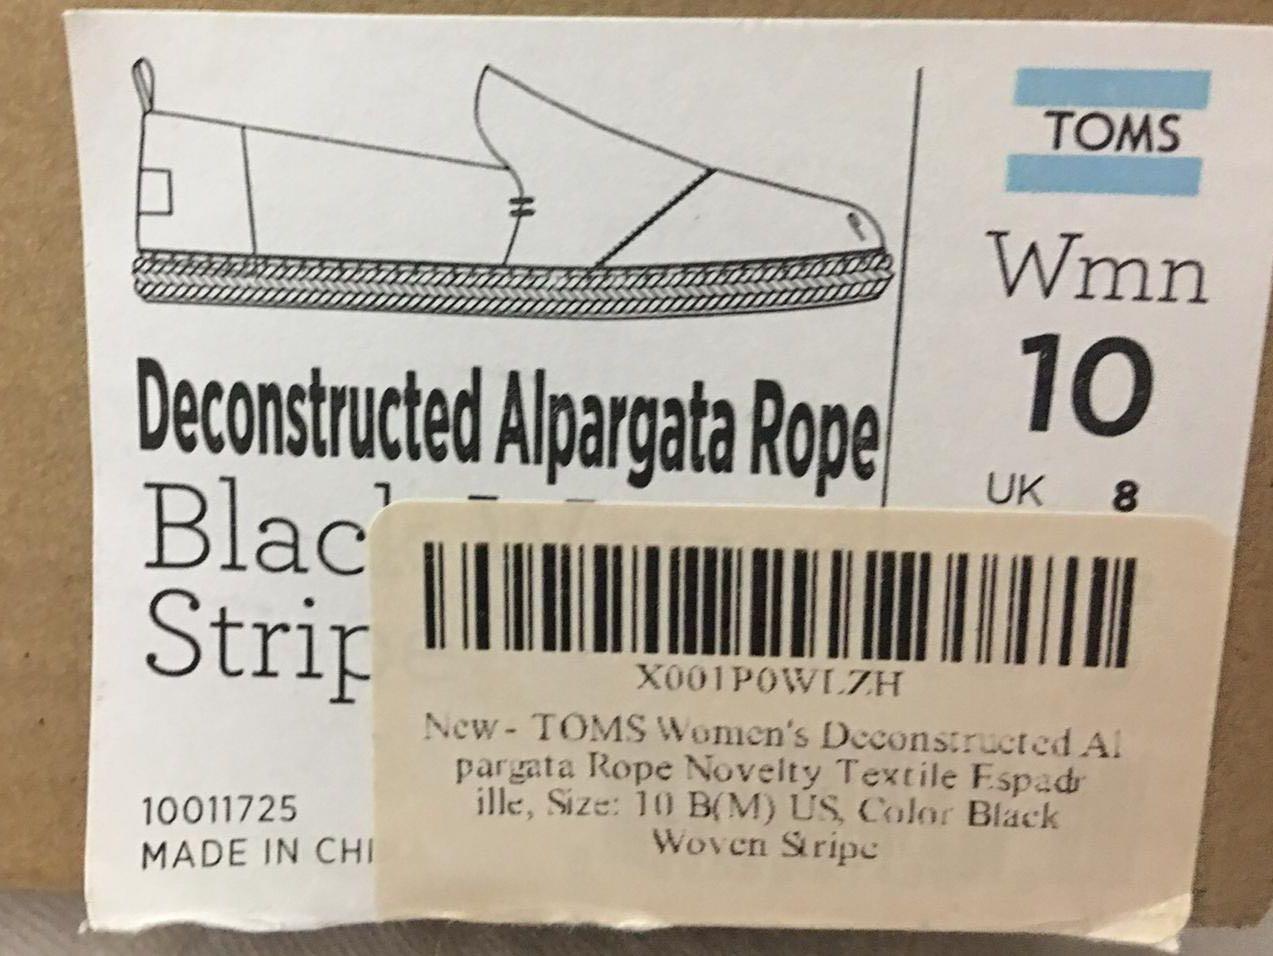 TOMS
Wmn
10
UK 8
Deconstructed Alpargata Rope
Black W
Strip
10011725
MADE IN CHI
X001P0WLZH
New - TOMS Women's Deconstructed Al
pargata Rope Novelty Textile Espadr
ille, Size: 10 B(M) US, Color Black
Woven Stripe